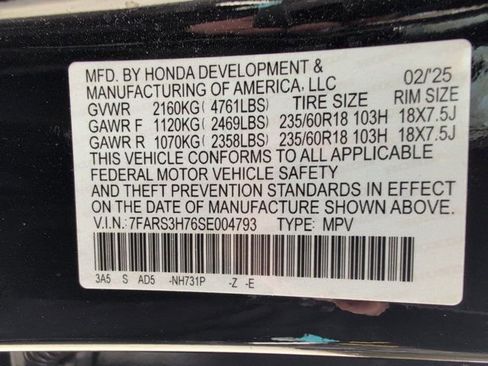 MFD. BY HONDA DEVELOPMENT &
MANUFACTURING OF AMERICA, LLC 02/'25
GVWR 2160KG( 4761LBS) TIRE SIZE RIM SIZE
GAWR F 1120KG( 2469LBS) 235/60R18 103H 18X7.5J
GAWR R 1070KG( 2358LBS) 235/60R18 103H 18X7.5J
THIS VEHICLE CONFORMS TO ALL APPLICABLE
FEDERAL MOTOR VEHICLE SAFETY
AND THEFT PREVENTION STANDARDS IN EFFECT
ON THE DATE OF MANUFACTURE SHOWN ABOVE.
V.I.N.:7FARS3H76SE004793 TYPE: MPV
3A5 S AD5 -NH731P -Z -E